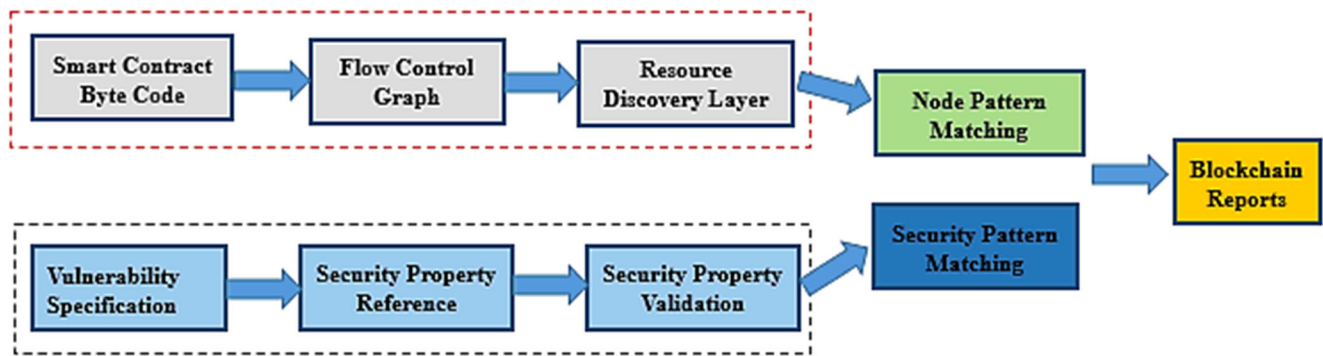 Smart Contract
Byte Code
Flow Control
Graph
Resource
Discovery Layer
Node Pattern
Matching
Blockchain
Reports
Security Pattern
Matching
Vulnerability
Specification
Security Property
Reference
Security Property
Validation